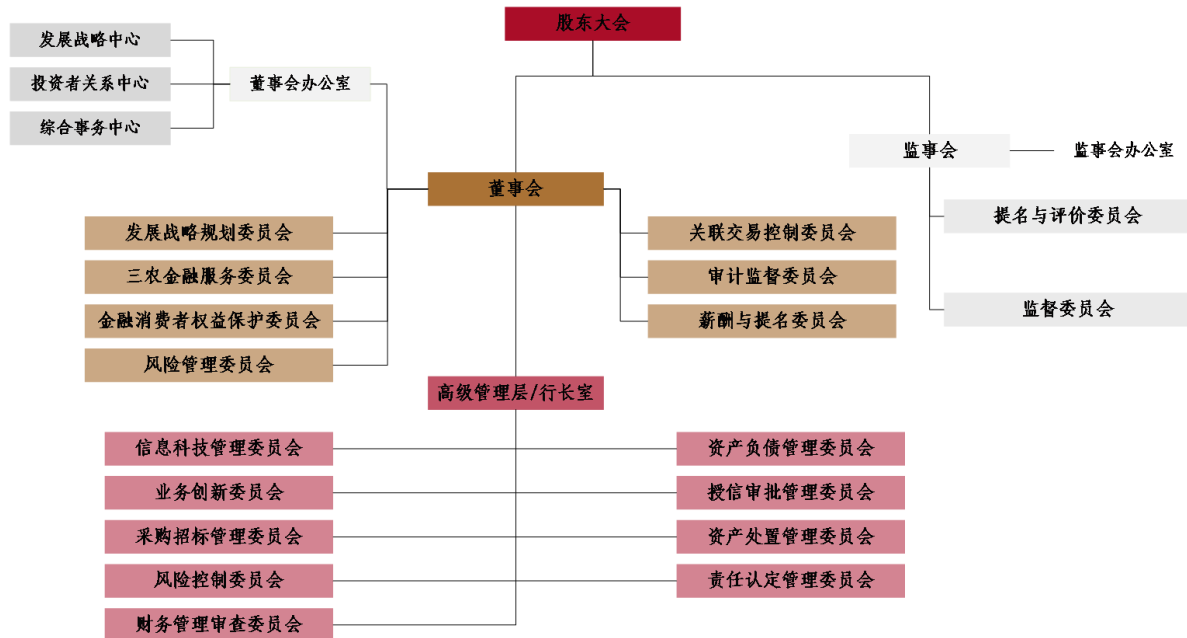 股东大会
发展战略中心
投资者关系中心
综合事务中心
董事会办公室
监事会
监事会办公室
董事会
提名与评价委员会
监督委员会
发展战略规划委员会
三农金融服务委员会
金融消费者权益保护委员会
风险管理委员会
关联交易控制委员会
审计监督委员会
薪酬与提名委员会
高级管理层/行长室
信息科技管理委员会
业务创新委员会
采购招标管理委员会
风险控制委员会
财务管理审查委员会
资产负债管理委员会
授信审批管理委员会
资产处置管理委员会
责任认定管理委员会